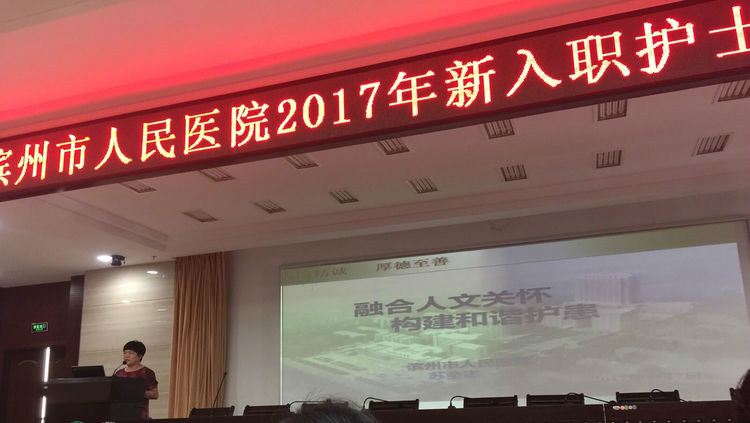 滨州市人民医院2017年新入职护士
精诚 厚德至善
融合人文关怀
构建和谐护患
滨州市人民